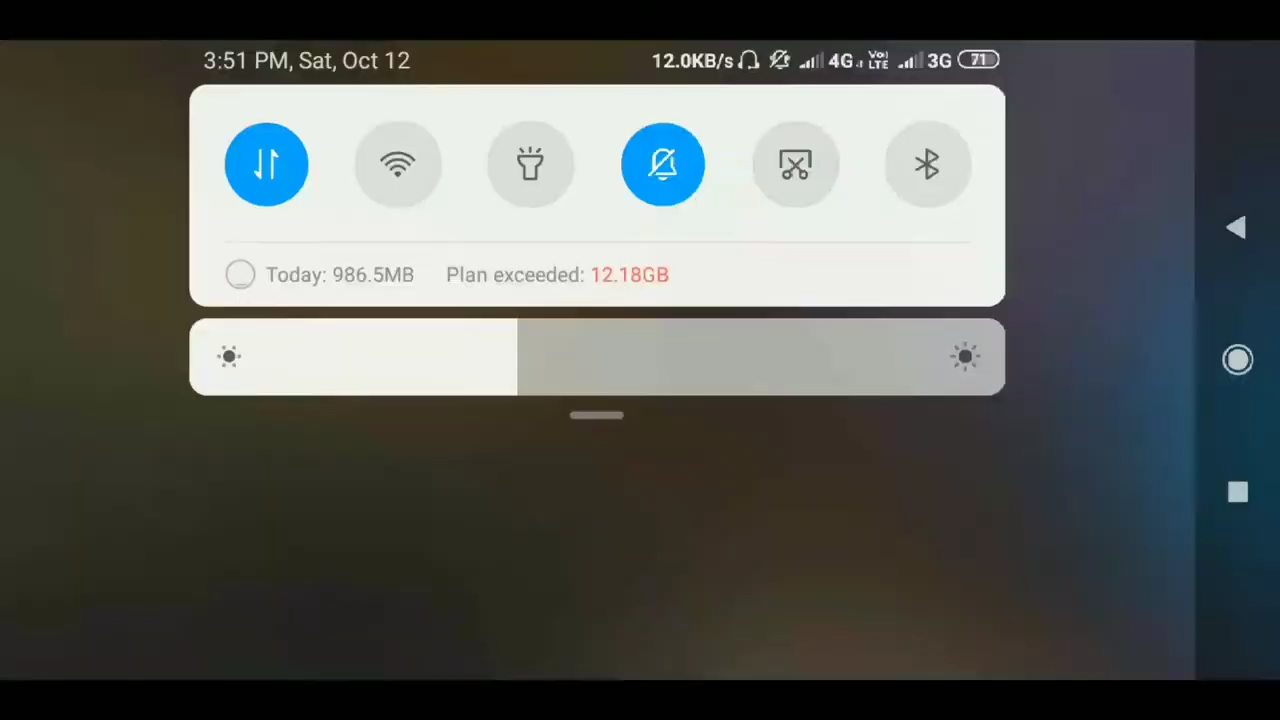 3:51 PM, Sat, Oct 12
12.0KB/s 4G Vo) LTE 3G 71
Today: 986.5MB Plan exceeded: 12.18GB